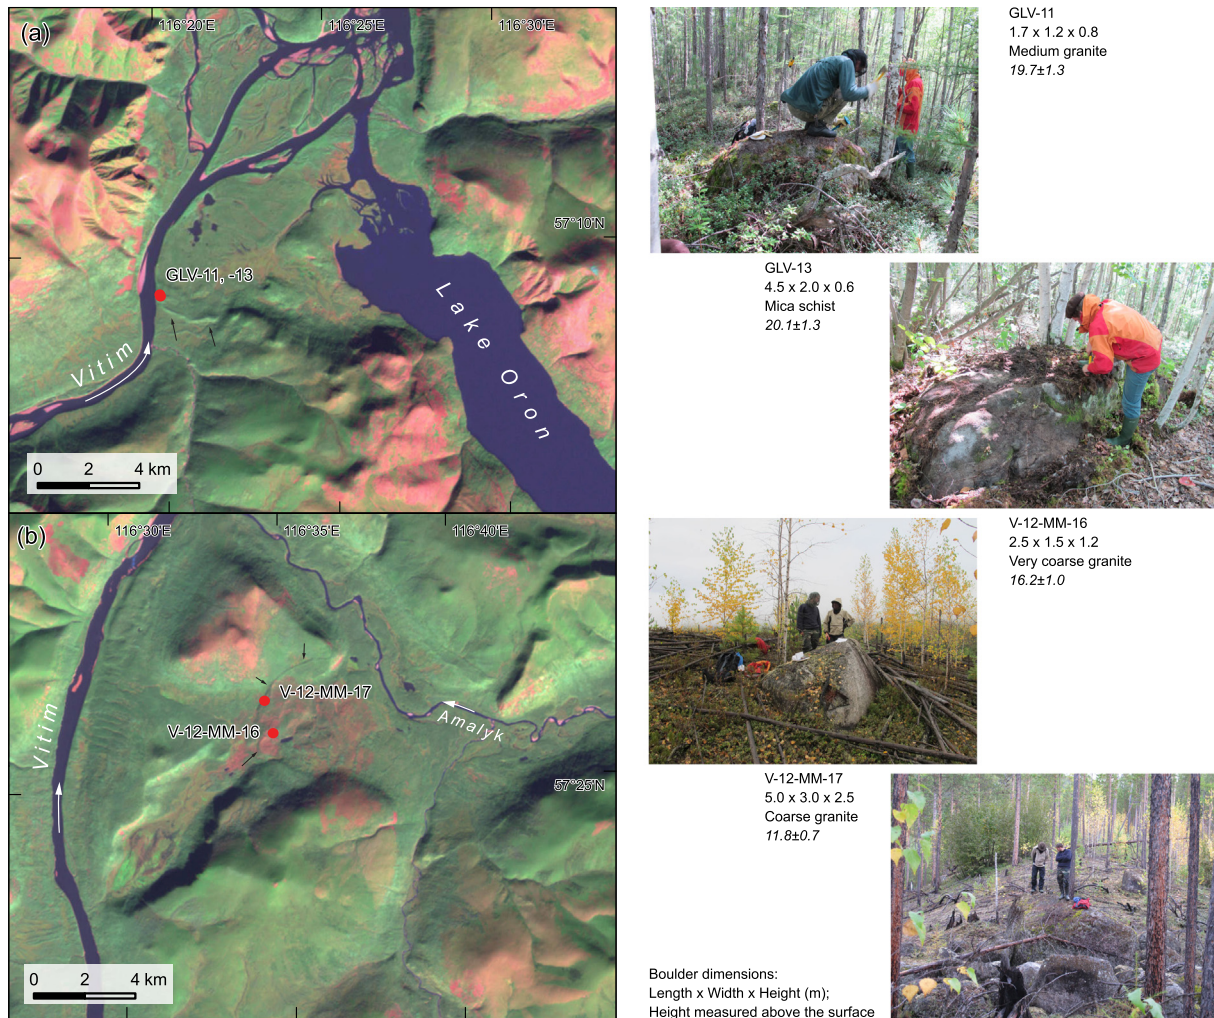 (a)
116°20'E
116°25'E
116°30'E
57°10'N
GLV-11, -13
Vitim
Lake Oron
0 2 4 km
(b)
116°30'E
116°35'E
116°40'E
V-12-MM-17
V-12-MM-16
Vitim
Amalyk
57°25'N
0 2 4 km
GLV-11
1.7 x 1.2 x 0.8
Medium granite
19.7±1.3
GLV-13
4.5 x 2.0 x 0.6
Mica schist
20.1±1.3
V-12-MM-16
2.5 x 1.5 x 1.2
Very coarse granite
16.2±1.0
V-12-MM-17
5.0 x 3.0 x 2.5
Coarse granite
11.8±0.7
Boulder dimensions:
Length x Width x Height (m);
Height measured above the surface